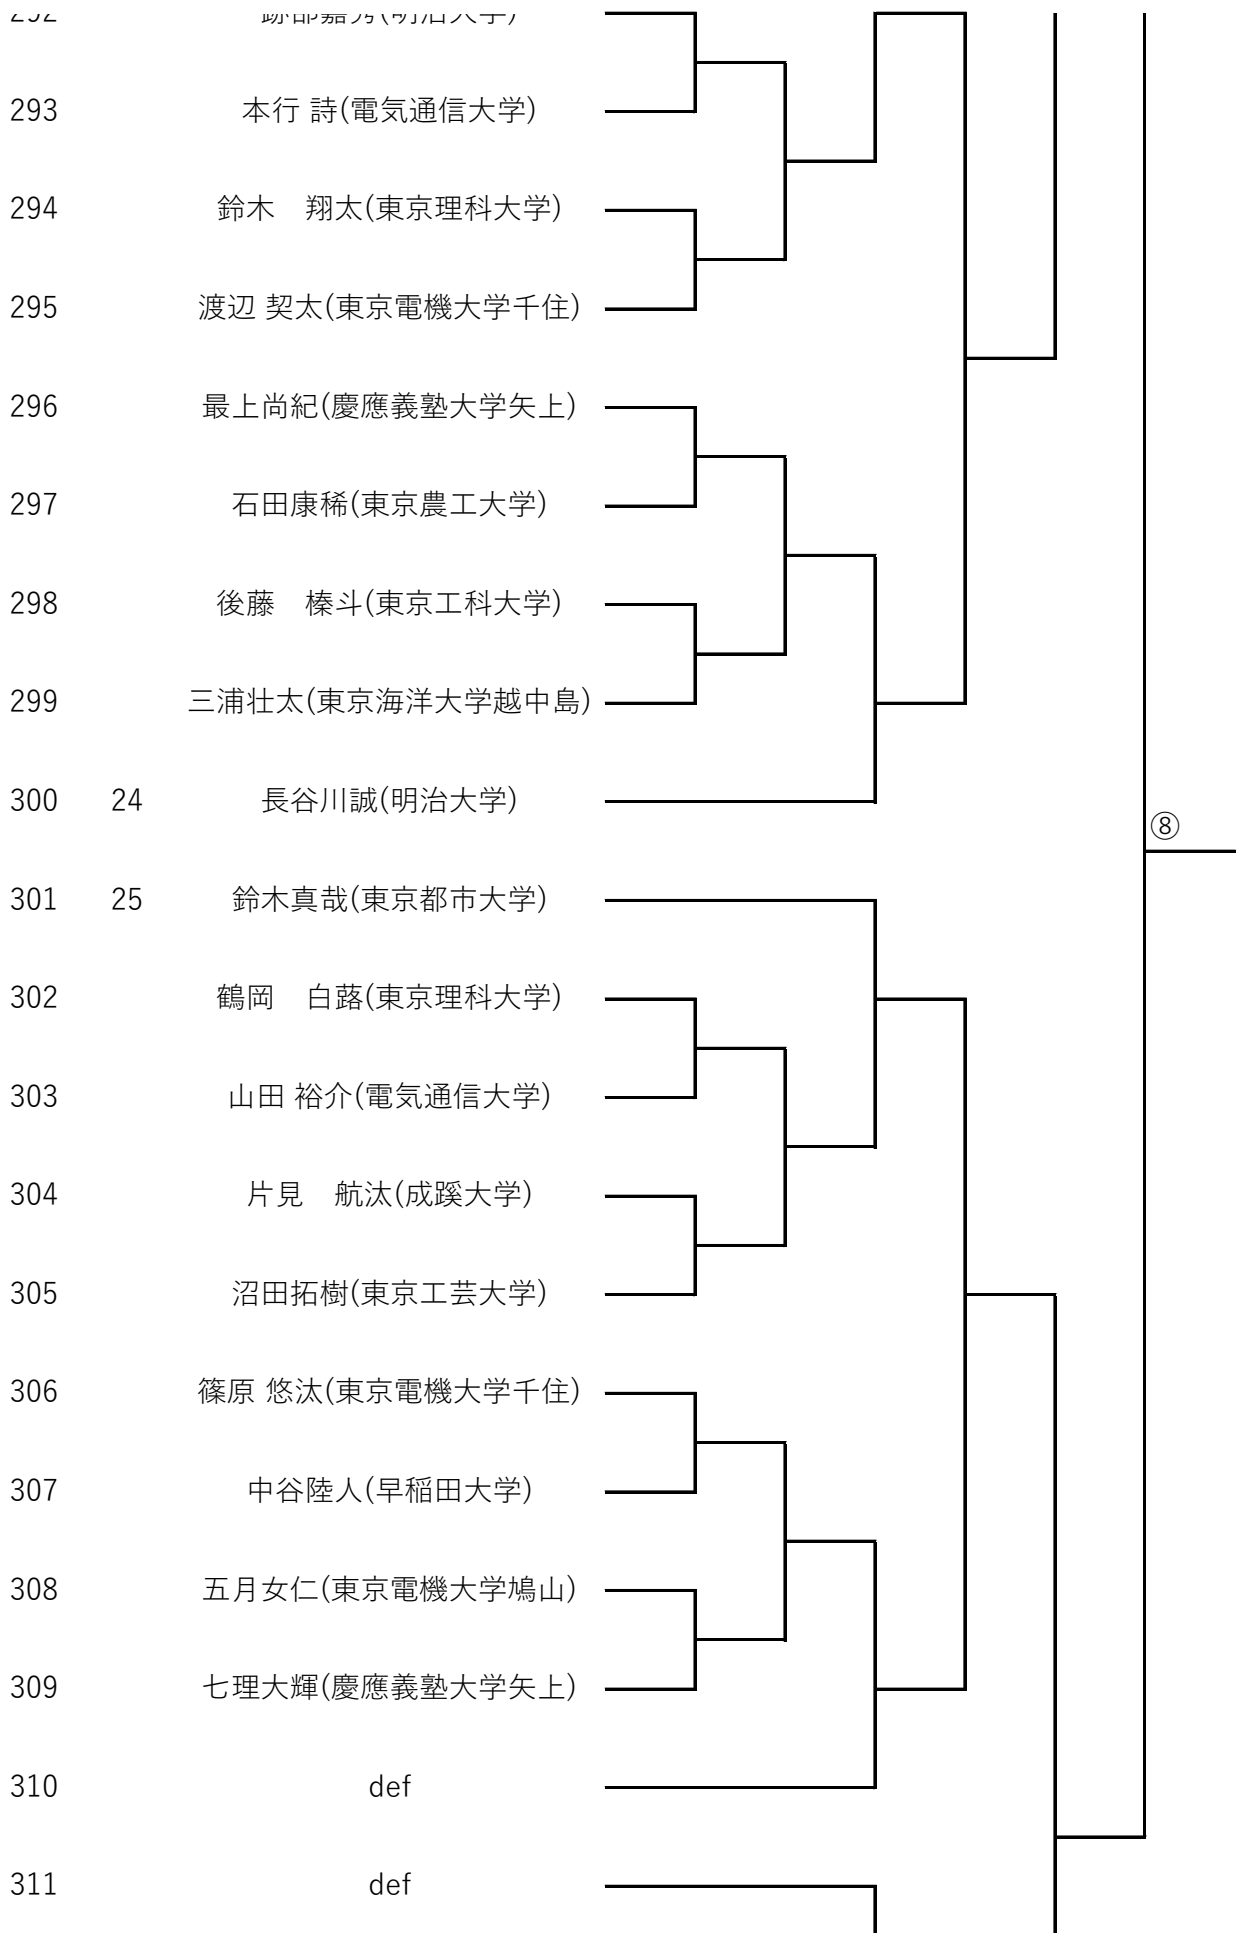 292 跡部嘉秀(明治大学)
293 本行 詩(電気通信大学)
294 鈴木　翔太(東京理科大学)
295 渡辺 契太(東京電機大学千住)
296 最上尚紀(慶應義塾大学矢上)
297 石田康稀(東京農工大学)
298 後藤　榛斗(東京工科大学)
299 三浦壮太(東京海洋大学越中島)
300 24 長谷川誠(明治大学)
⑧
301 25 鈴木真哉(東京都市大学)
302 鶴岡　白蕗(東京理科大学)
303 山田 裕介(電気通信大学)
304 片見　航汰(成蹊大学)
305 沼田拓樹(東京工芸大学)
306 篠原 悠汰(東京電機大学千住)
307 中谷陸人(早稲田大学)
308 五月女仁(東京電機大学鳩山)
309 七理大輝(慶應義塾大学矢上)
310 def
311 def